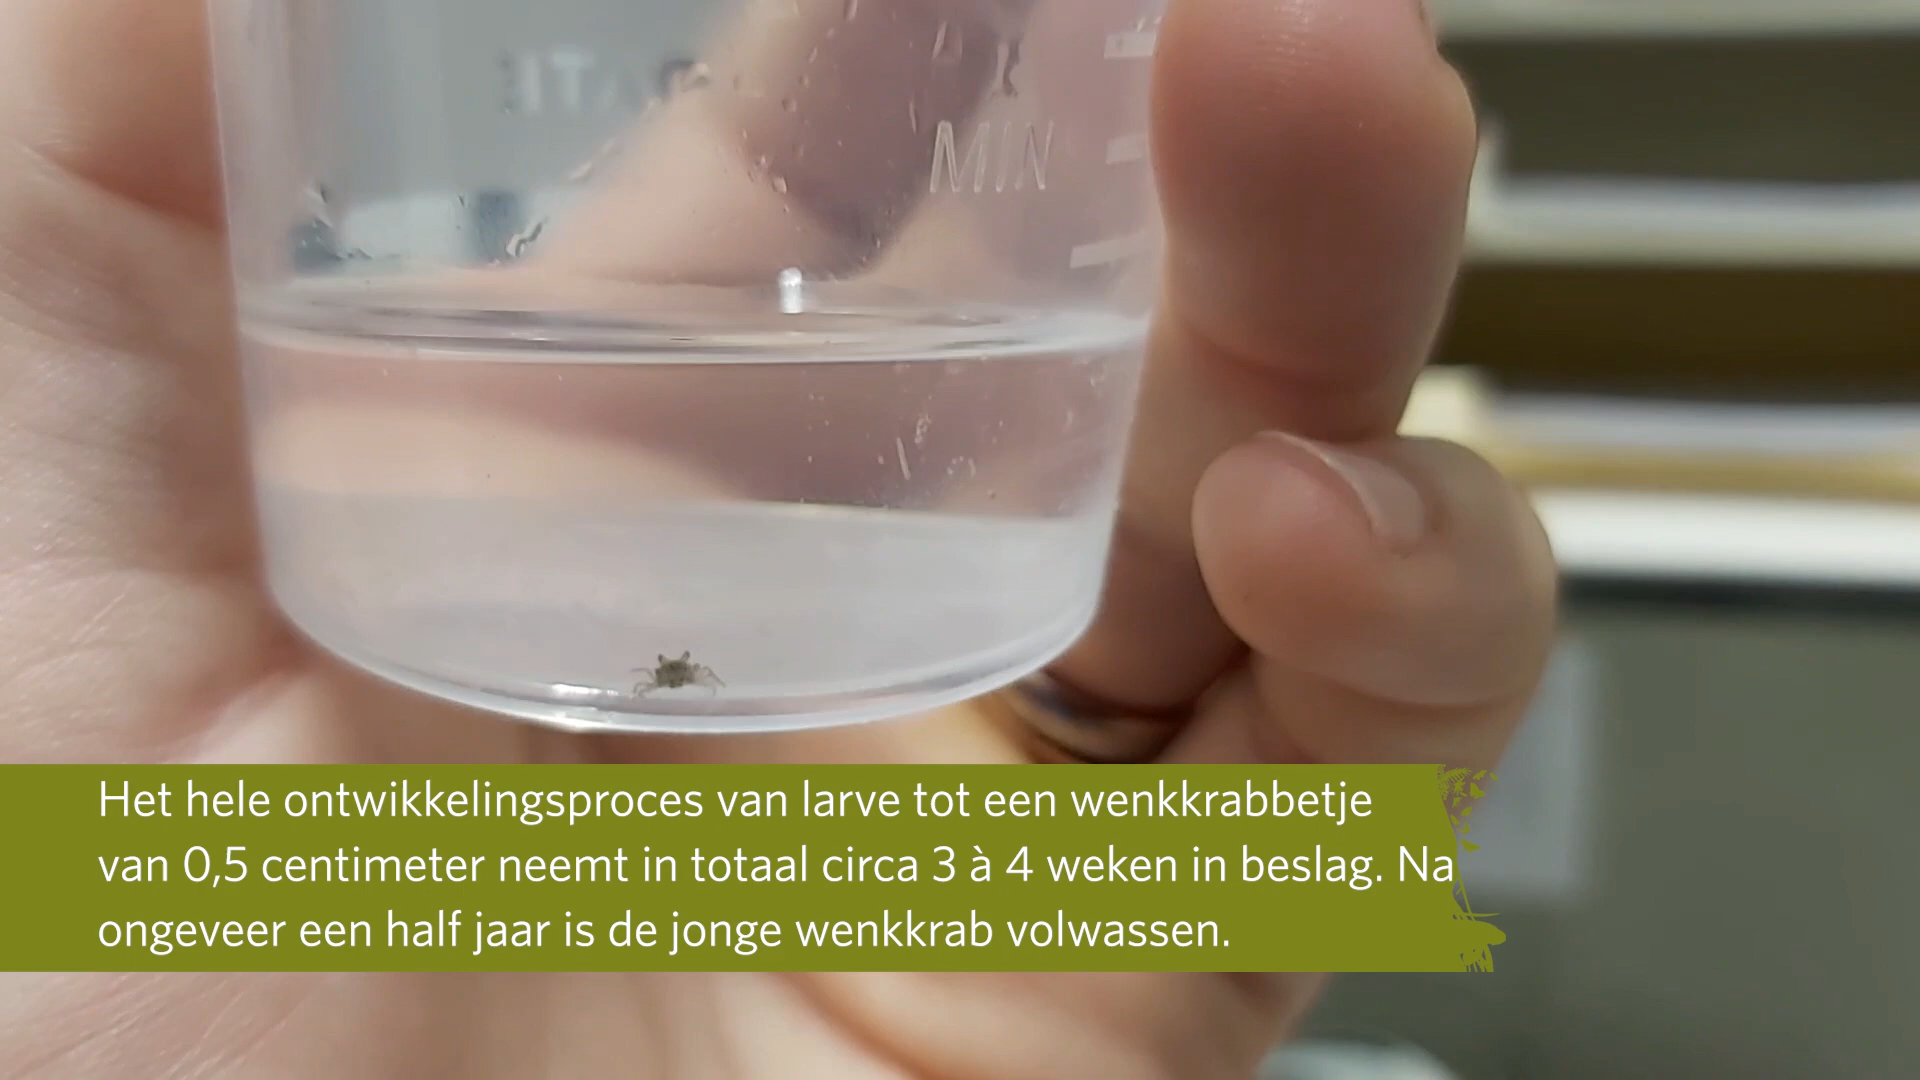 MIN
Het hele ontwikkelingsproces van larve tot een wenkkrabbetje
van 0,5 centimeter neemt in totaal circa 3 à 4 weken in beslag. Na
ongeveer een half jaar is de jonge wenkkrab volwassen.